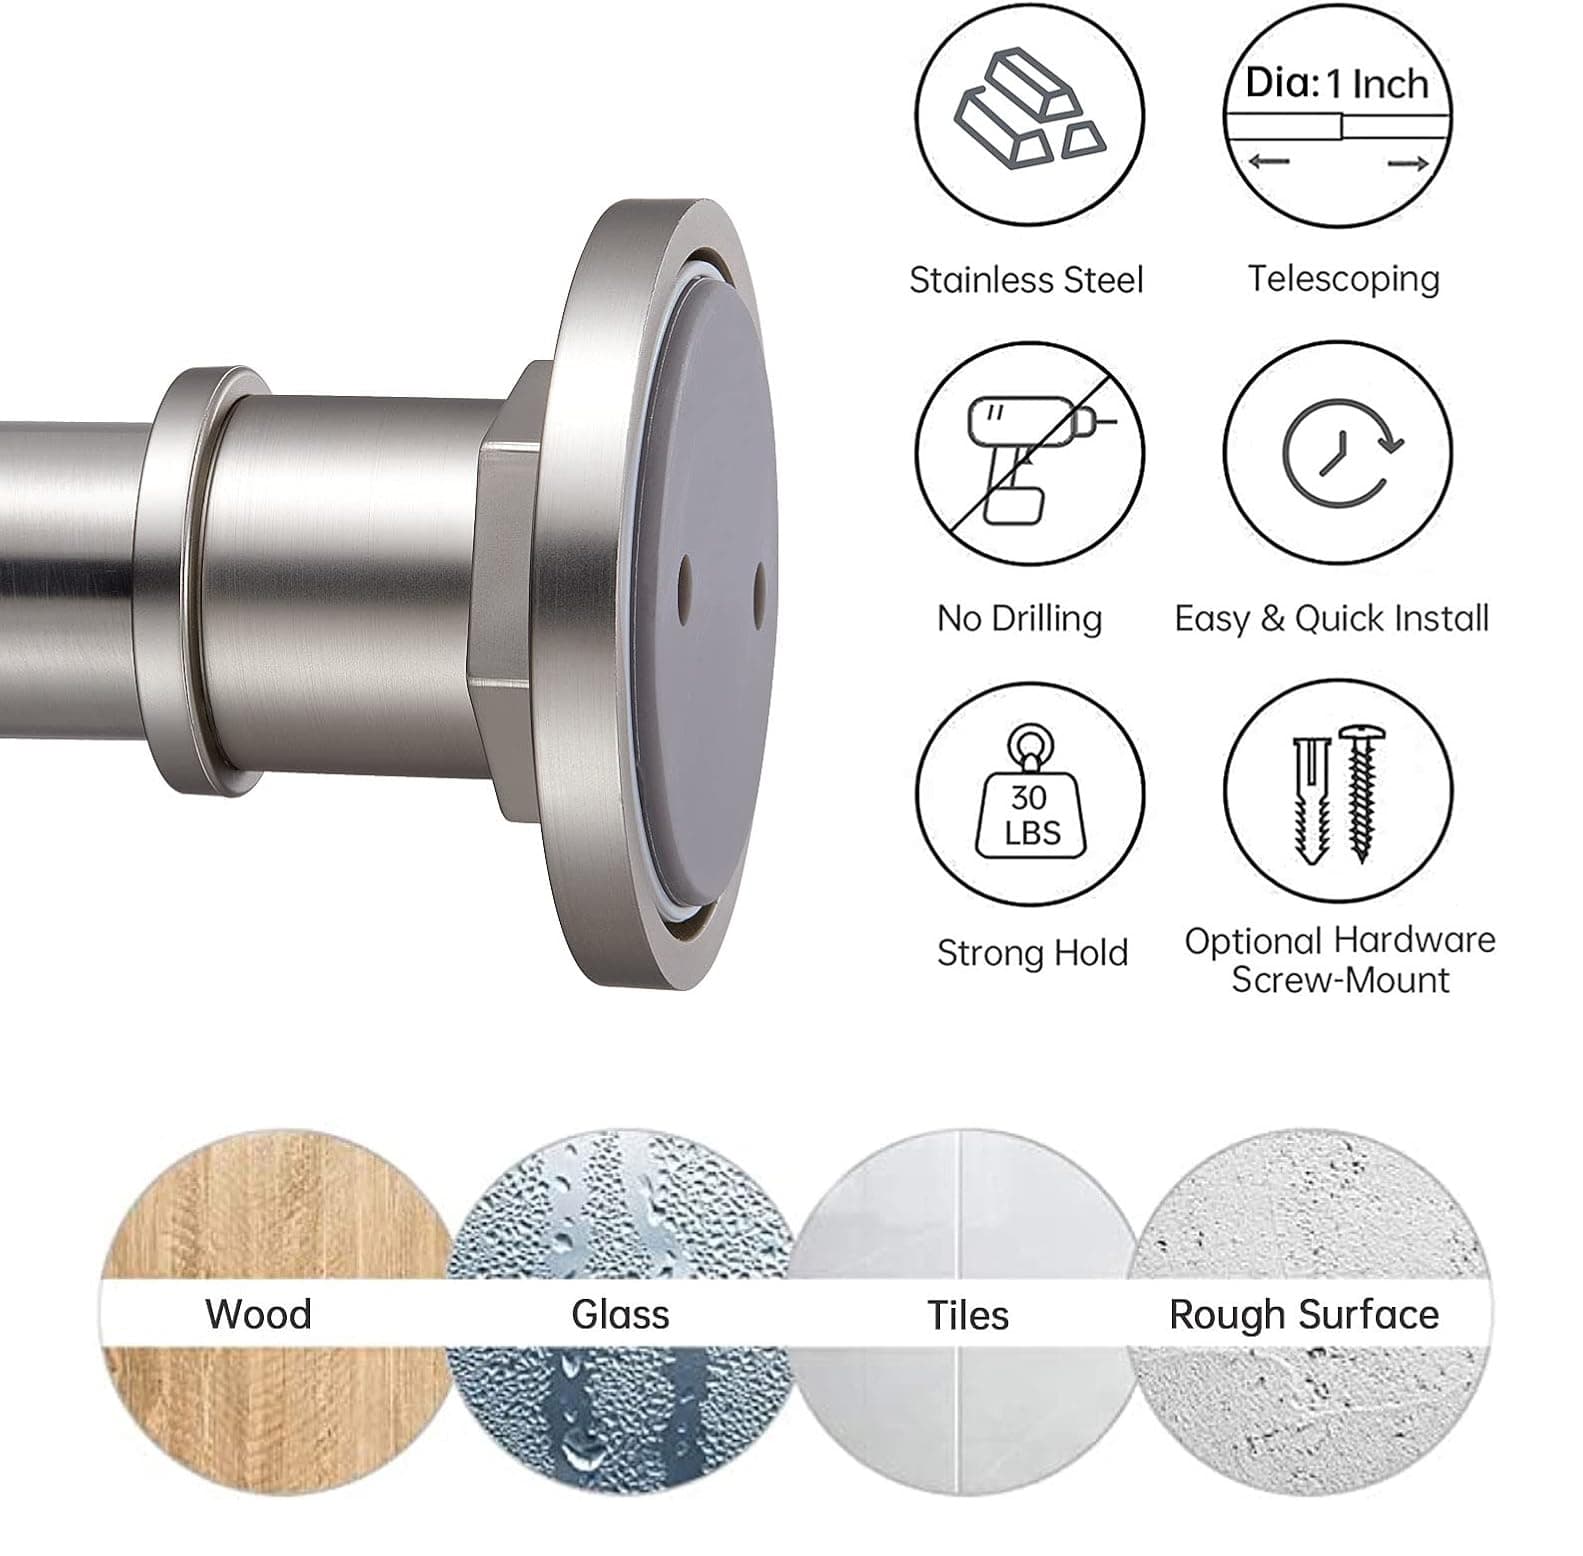 Dia: 1 Inch
Stainless Steel
Telescoping
No Drilling
Easy & Quick Install
30
LBS
Strong Hold
Optional Hardware
Screw-Mount
Wood
Glass
Tiles
Rough Surface